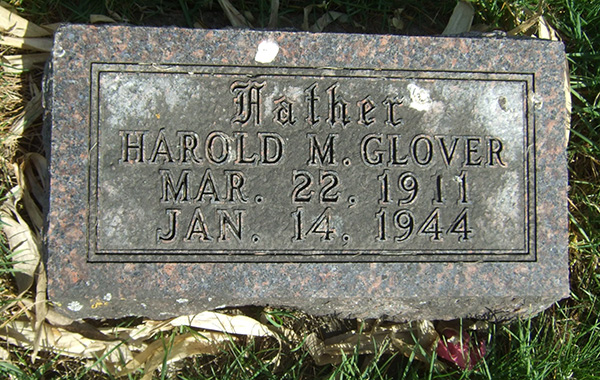 Father
HAROLD M. GLOVER
MAR. 22. 1911
JAN. 14. 1944